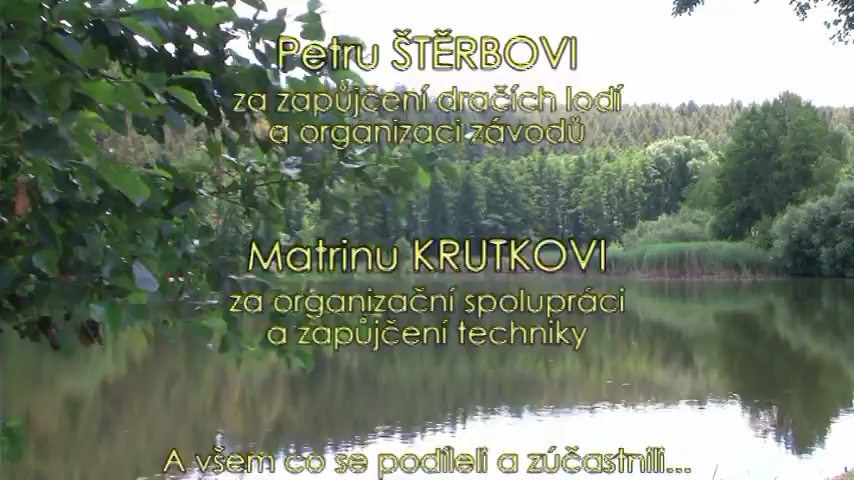 Petru ŠTĚRBOVI
za zapůjčení dračích lodí
a organizaci závodů
Matrinu KRUTKOVI
za organizační spolupráci
a zapůjčení techniky
A všem co se podíleli a zúčastnili...